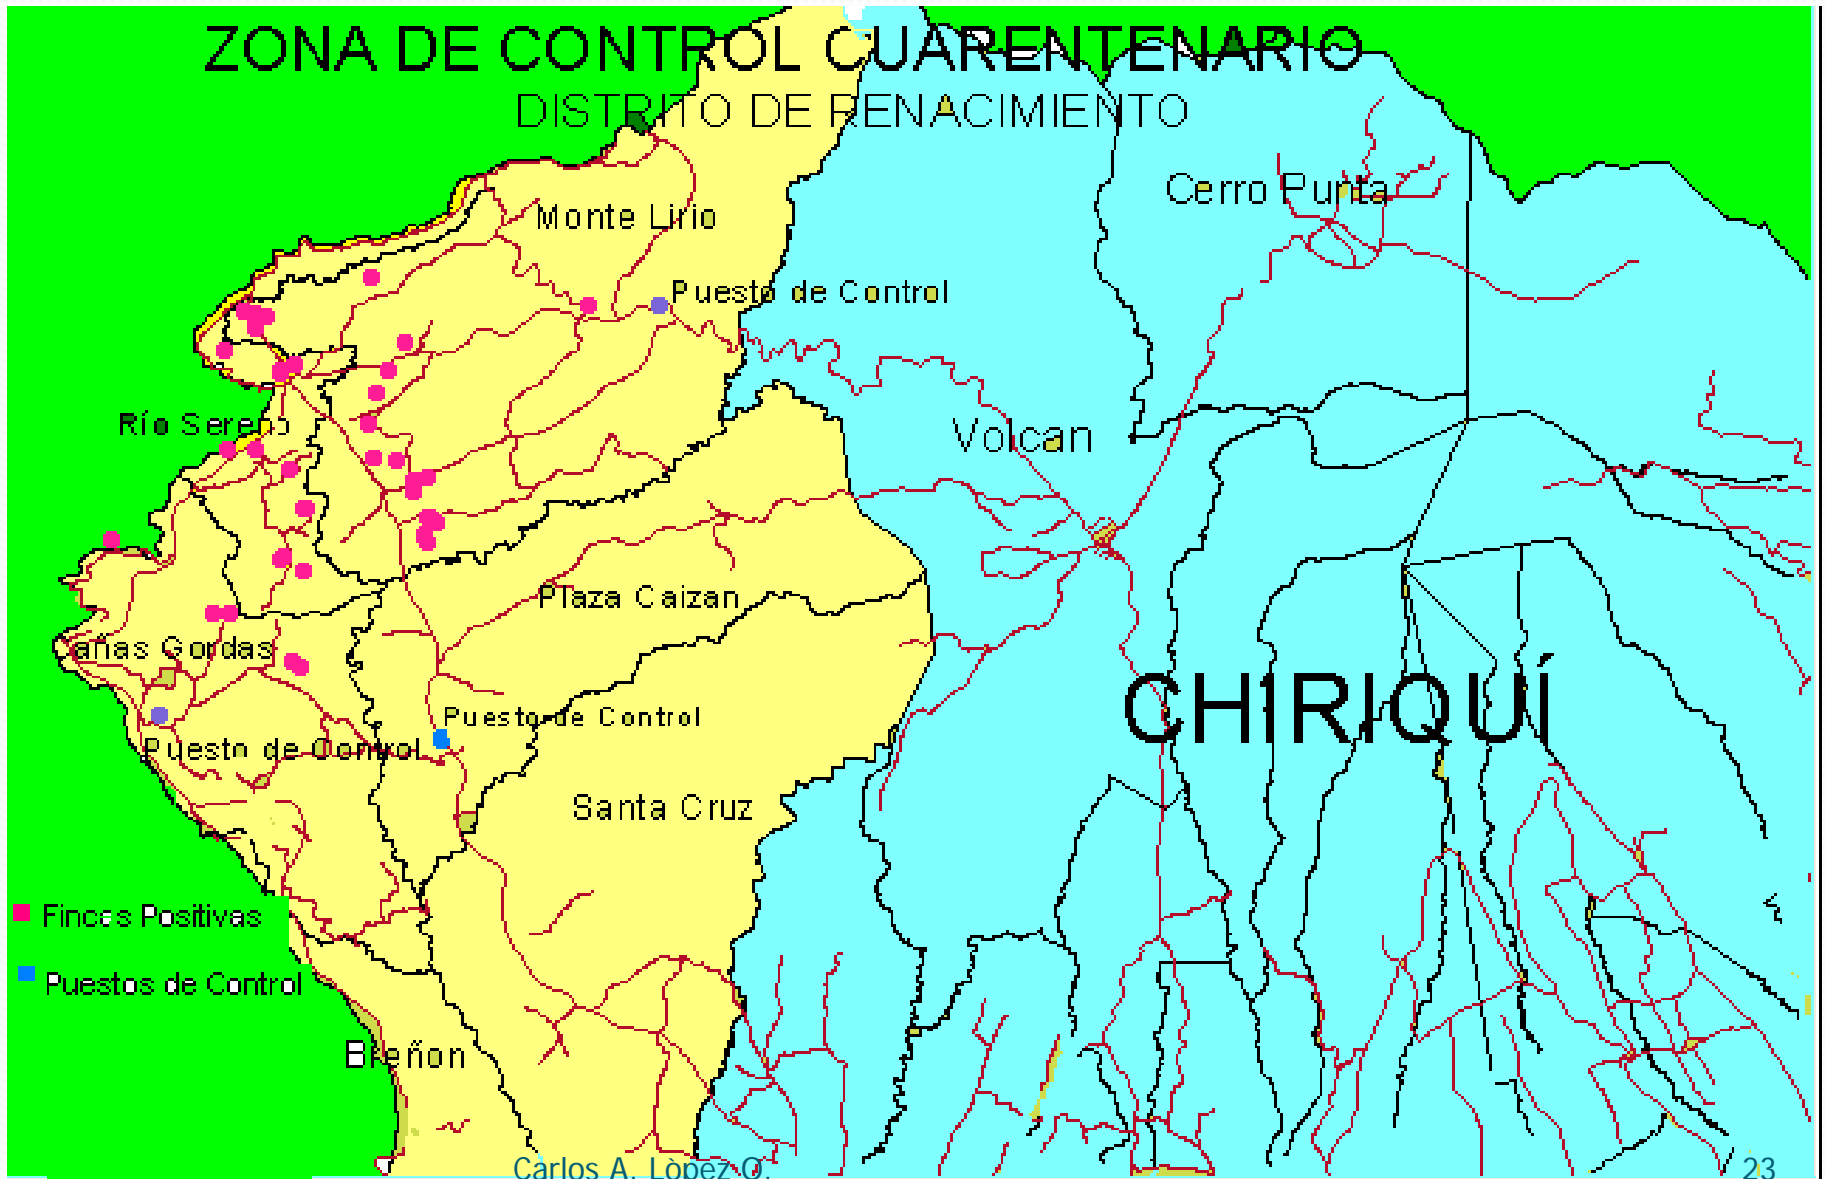 ZONA DE CONTROL CUARENTENARIO
DISTRITO DE RENACIMIENTO
Cerro Punta
Monte Lirio
Puesto de Control
Río Sereno
Volcan
Plaza Caizan
Cañas Gordas
CHIRIQUÍ
Puesto de Control
Puesto de Control
Santa Cruz
Fincas Positivas
Puestos de Control
Breñon
Carlos A. Lòpez O.
23